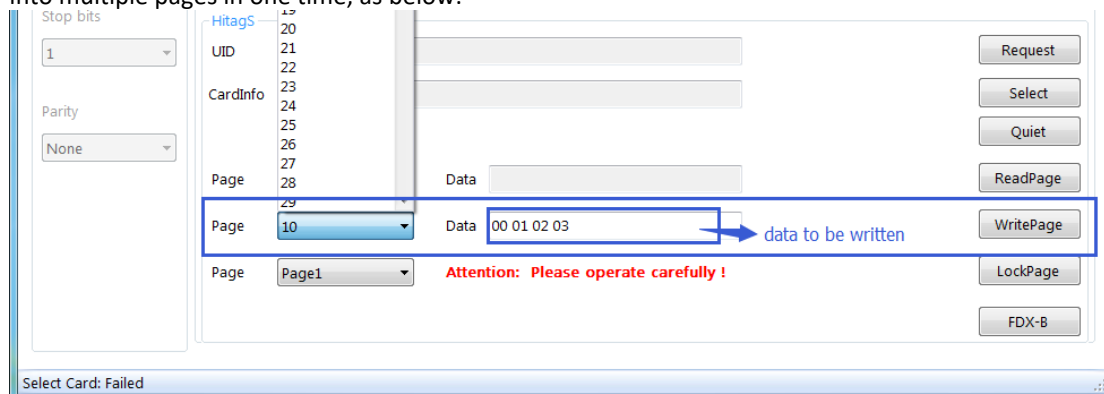 into multiple pages in one time, as below:
Stop bits
HitagS
19
20
1
UID
21
Request
22
CardInfo
23
Select
Parity
24
25
Quiet
None
26
27
Page
28
Data
ReadPage
29
Page
10
Data
00 01 02 03
data to be written
WritePage
Page
Page1
Attention: Please operate carefully !
LockPage
FDX-B
Select Card: Failed